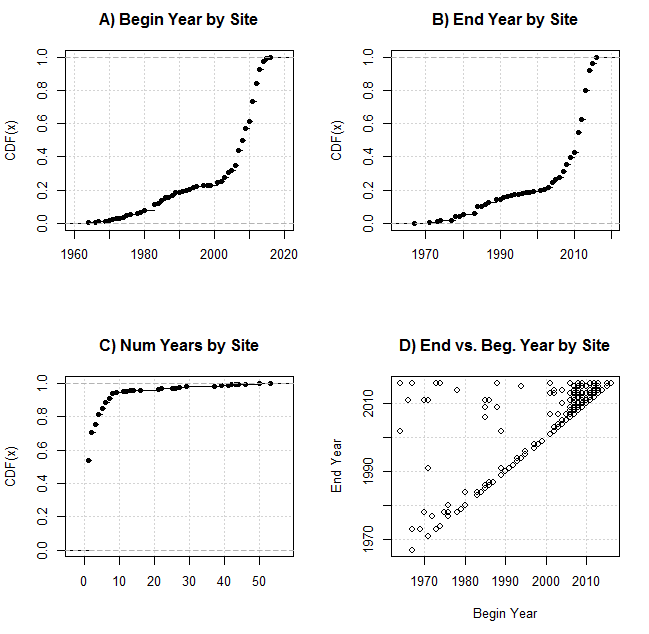 A) Begin Year by Site
CDF(x)
0.0 0.2 0.4 0.6 0.8 1.0
1960 1980 2000 2020
B) End Year by Site
CDF(x)
0.0 0.2 0.4 0.6 0.8 1.0
1970 1990 2010
C) Num Years by Site
CDF(x)
0.0 0.2 0.4 0.6 0.8 1.0
0 10 20 30 40 50
D) End vs. Beg. Year by Site
End Year
1970 1990 2010
1970 1980 1990 2000 2010
Begin Year